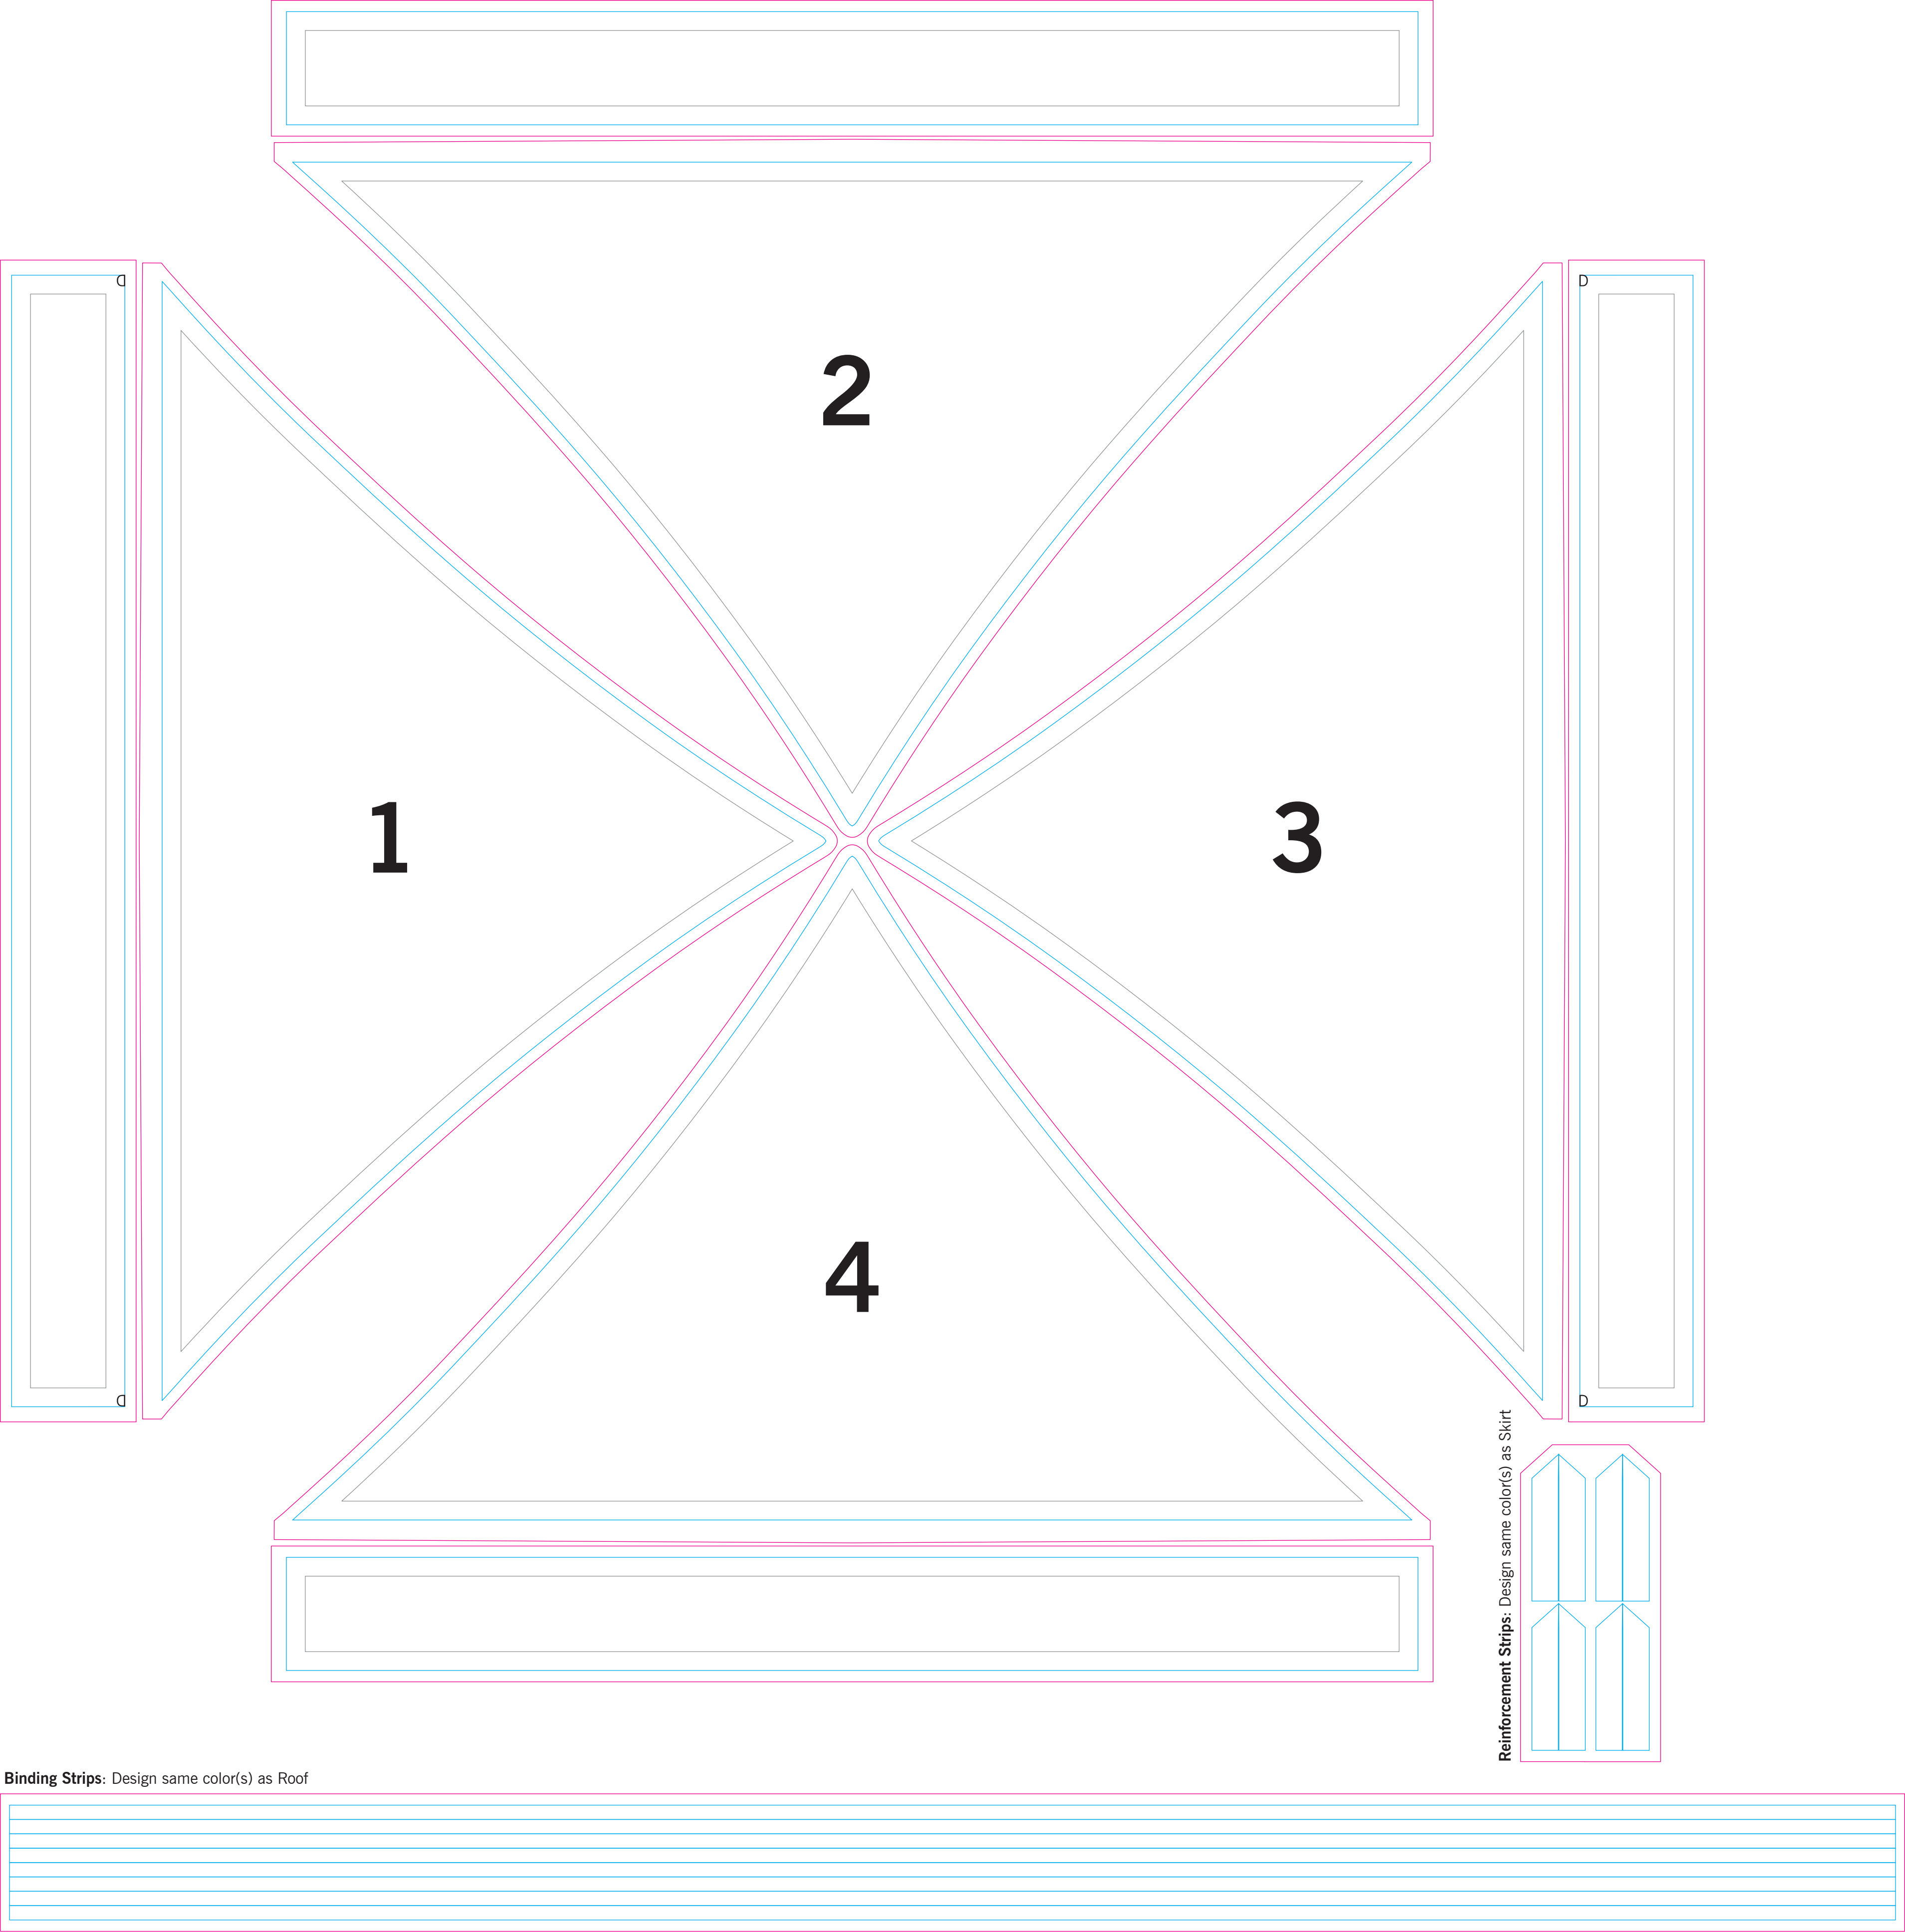 2
D
D
1
3
4
D
D
Reinforcement Strips: Design same color(s) as Skirt
Binding Strips: Design same color(s) as Roof